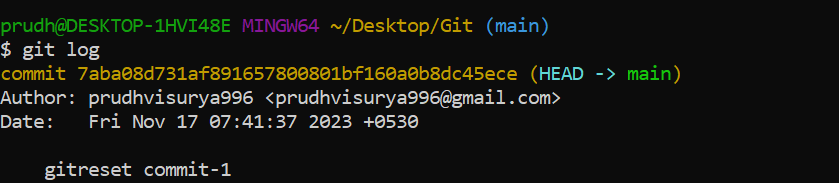 prudh@DESKTOP-1HVI48E MINGW64 ~/Desktop/Git (main)
$ git log
commit 7aba08d731af891657800801bf160a0b8dc45ece (HEAD -> main)
Author: prudhvisurya996 <prudhvisurya996@gmail.com>
Date:   Fri Nov 17 07:41:37 2023 +0530
    gitreset commit-1